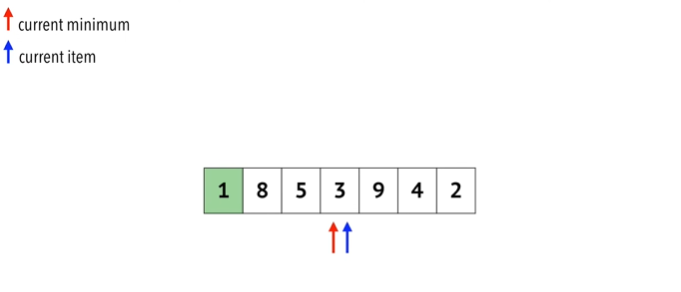 current minimum
current item
1 8 5 3 9 4 2